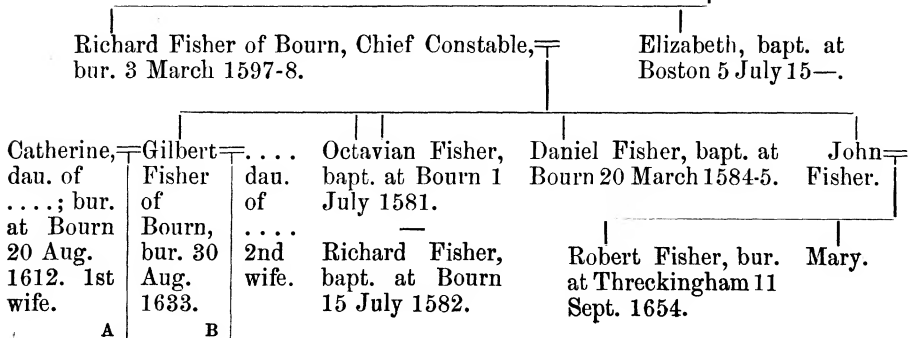 Richard Fisher of Bourn, Chief Constable,
bur. 3 March 1597-8.
Elizabeth, bapt. at
Boston 5 July 15—.
Catherine,
dau. of
. . . .; bur.
at Bourn
20 Aug.
1612. 1st
wife.
A
Gilbert
Fisher
of
Bourn,
bur. 30
Aug.
1633.
B
. . . .
dau.
of
. . . .
2nd
wife.
Octavian Fisher,
bapt. at Bourn 1
July 1581.
—
Richard Fisher,
bapt. at Bourn
15 July 1582.
Daniel Fisher, bapt. at
Bourn 20 March 1584-5.
John
Fisher.
Robert Fisher, bur.
at Threckingham 11
Sept. 1654.
Mary.